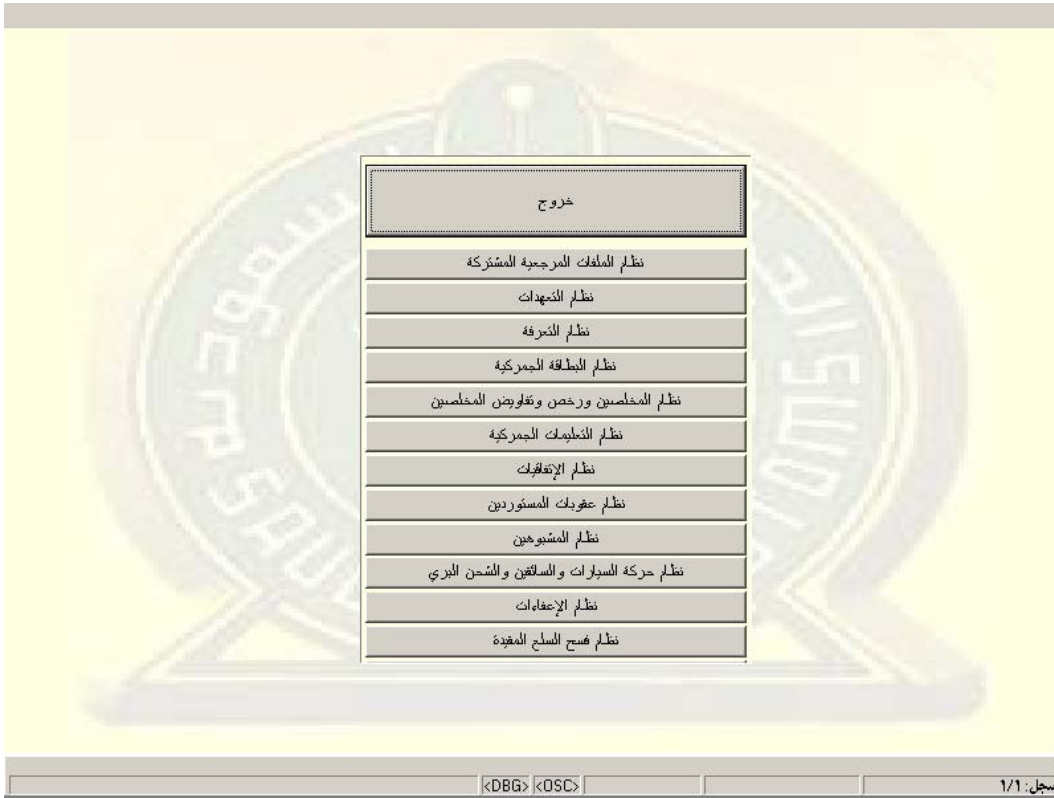 خروج
نظام الملفات المرجعية المشتركة
نظام التعهدات
نظام التعرفة
نظام البطاقة الجمركية
نظام المخلصين ورخص وتفاويض المخلصين
نظام التعليمات الجمركية
نظام الإتفاقيات
نظام عقوبات المستوردين
نظام المشبوهين
نظام حركة السيارات والسائقين والشحن البري
نظام الإعفاءات
نظام فسح السلع المقيدة
سجل: 1/1 <OSC> <DBG>